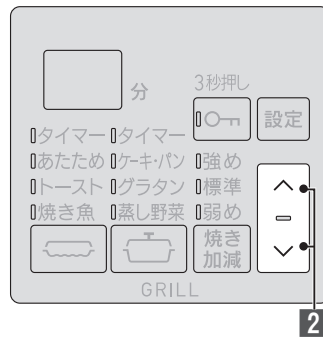 3秒押し
分
設定
タイマー タイマー
あたため ケーキ・パン 強め
トースト グラタン 標準
焼き魚 蒸し野菜 弱め
焼き
加減
GRILL
2